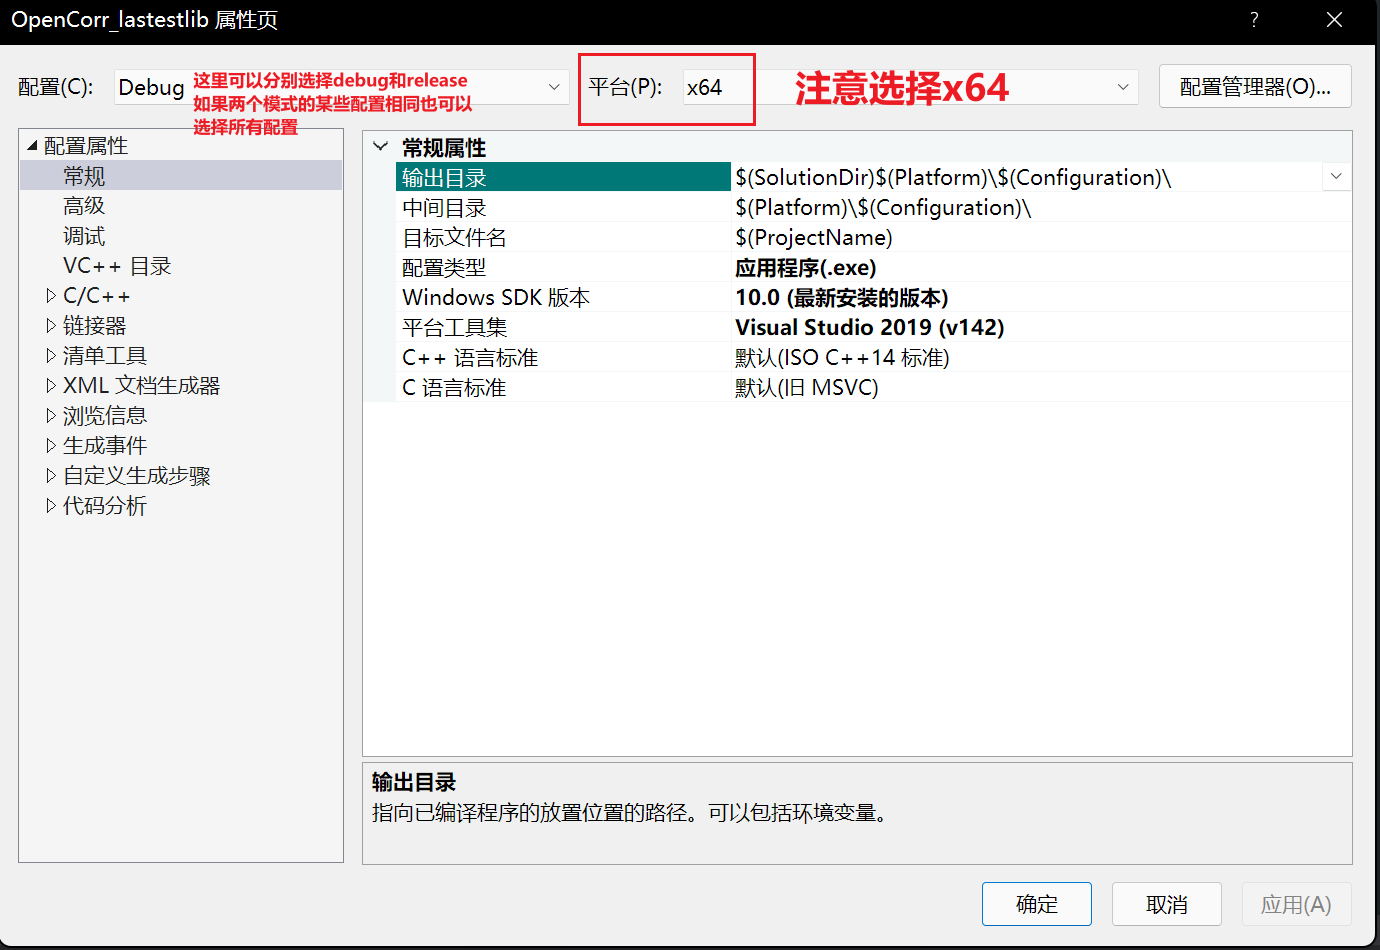 OpenCorr_lastestlib 属性页
?
配置(C):
Debug
这里可以分别选择debug和release
如果两个模式的某些配置相同也可以
选择所有配置
平台(P):
x64
注意选择x64
配置管理器(O)...
配置属性
常规
高级
调试
VC++ 目录
C/C++
链接器
清单工具
XML 文档生成器
浏览信息
生成事件
自定义生成步骤
代码分析
常规属性
输出目录 $(SolutionDir)$(Platform)\$(Configuration)\
中间目录 $(Platform)\$(Configuration)\
目标文件名 $(ProjectName)
配置类型 应用程序(.exe)
Windows SDK 版本 10.0 (最新安装的版本)
平台工具集 Visual Studio 2019 (v142)
C++ 语言标准 默认(ISO C++14 标准)
C 语言标准 默认(旧 MSVC)
输出目录
指向已编译程序的放置位置的路径。可以包括环境变量。
确定
取消
应用(A)